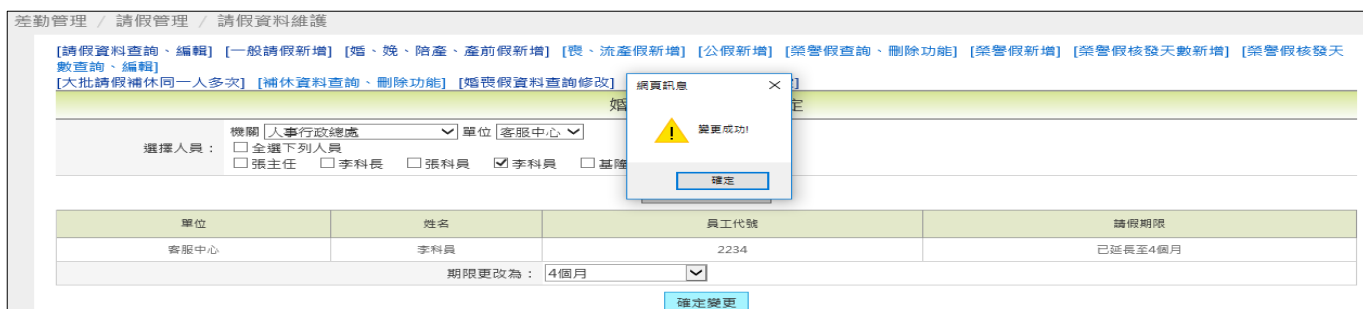 差勤管理 / 請假管理 / 請假資料維護
[請假資料查詢、編輯] [一般請假新增] [婚、娩、陪產、產前假新增] [喪、流產假新增] [公假新增] [榮譽假查詢、刪除功能] [榮譽假新增] [榮譽假核發天數新增] [榮譽假核發天
數查詢、編輯]
[大批請假補休同一人多次] [補休資料查詢、刪除功能] [婚喪假資料查詢修改]
網頁訊息
變更成功!
確定
婚
定
機關 人事行政總處 單位 客服中心
選擇人員： 全選下列人員
張主任 李科長 張科員 李科員 基隆
單位 姓名 員工代號 請假期限
客服中心 李科員 2234 已延長至4個月
期限更改為： 4個月
確定變更